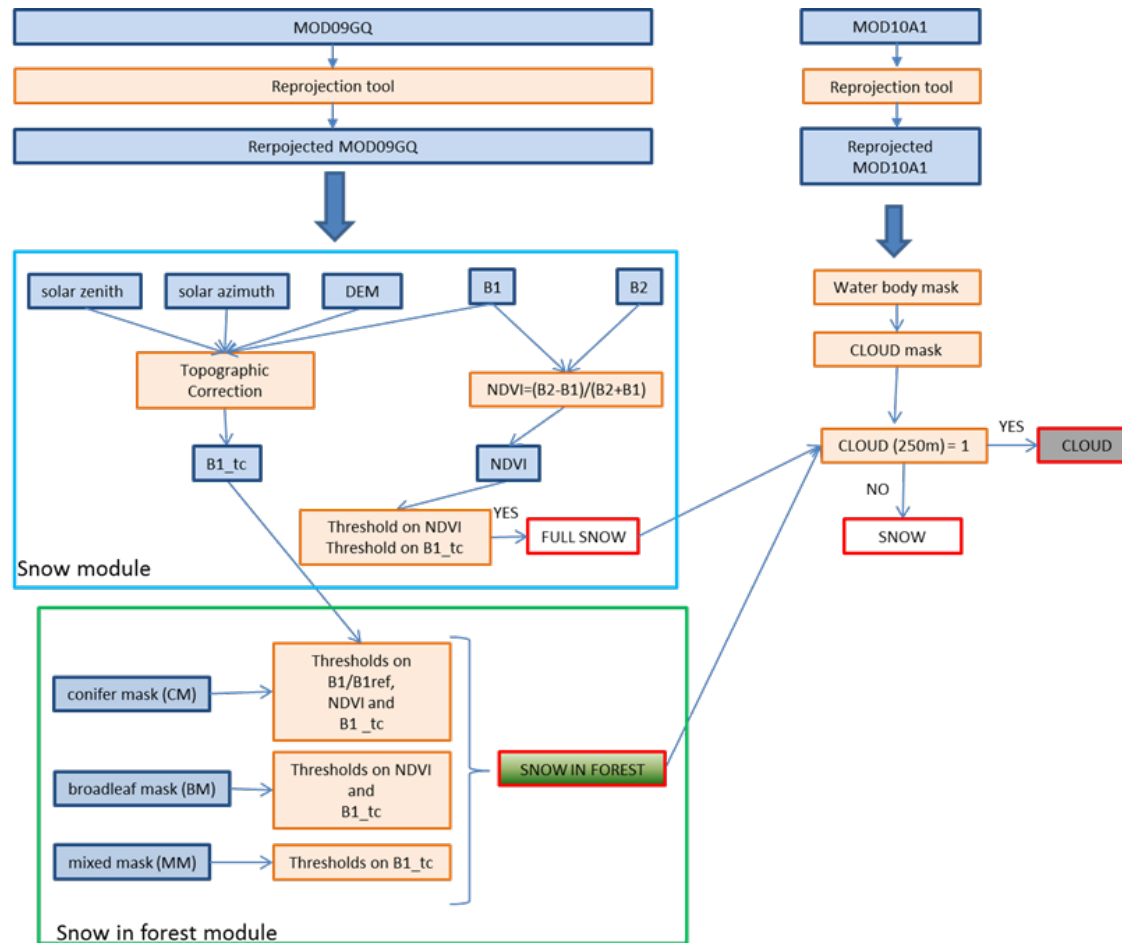 MOD09GQ
Reprojection tool
Rerpojected MOD09GQ
MOD10A1
Reprojection tool
Reprojected
MOD10A1
solar zenith
solar azimuth
DEM
B1
B2
Topographic
Correction
NDVI=(B2-B1)/(B2+B1)
B1_tc
NDVI
Threshold on NDVI
Threshold on B1_tc
YES
FULL SNOW
Snow module
Water body mask
CLOUD mask
CLOUD (250m) = 1
YES
CLOUD
NO
SNOW
conifer mask (CM)
Thresholds on
B1/B1ref,
NDVI and
B1 _tc
broadleaf mask (BM)
Thresholds on NDVI
and
B1_tc
mixed mask (MM)
Thresholds on B1_tc
SNOW IN FOREST
Snow in forest module